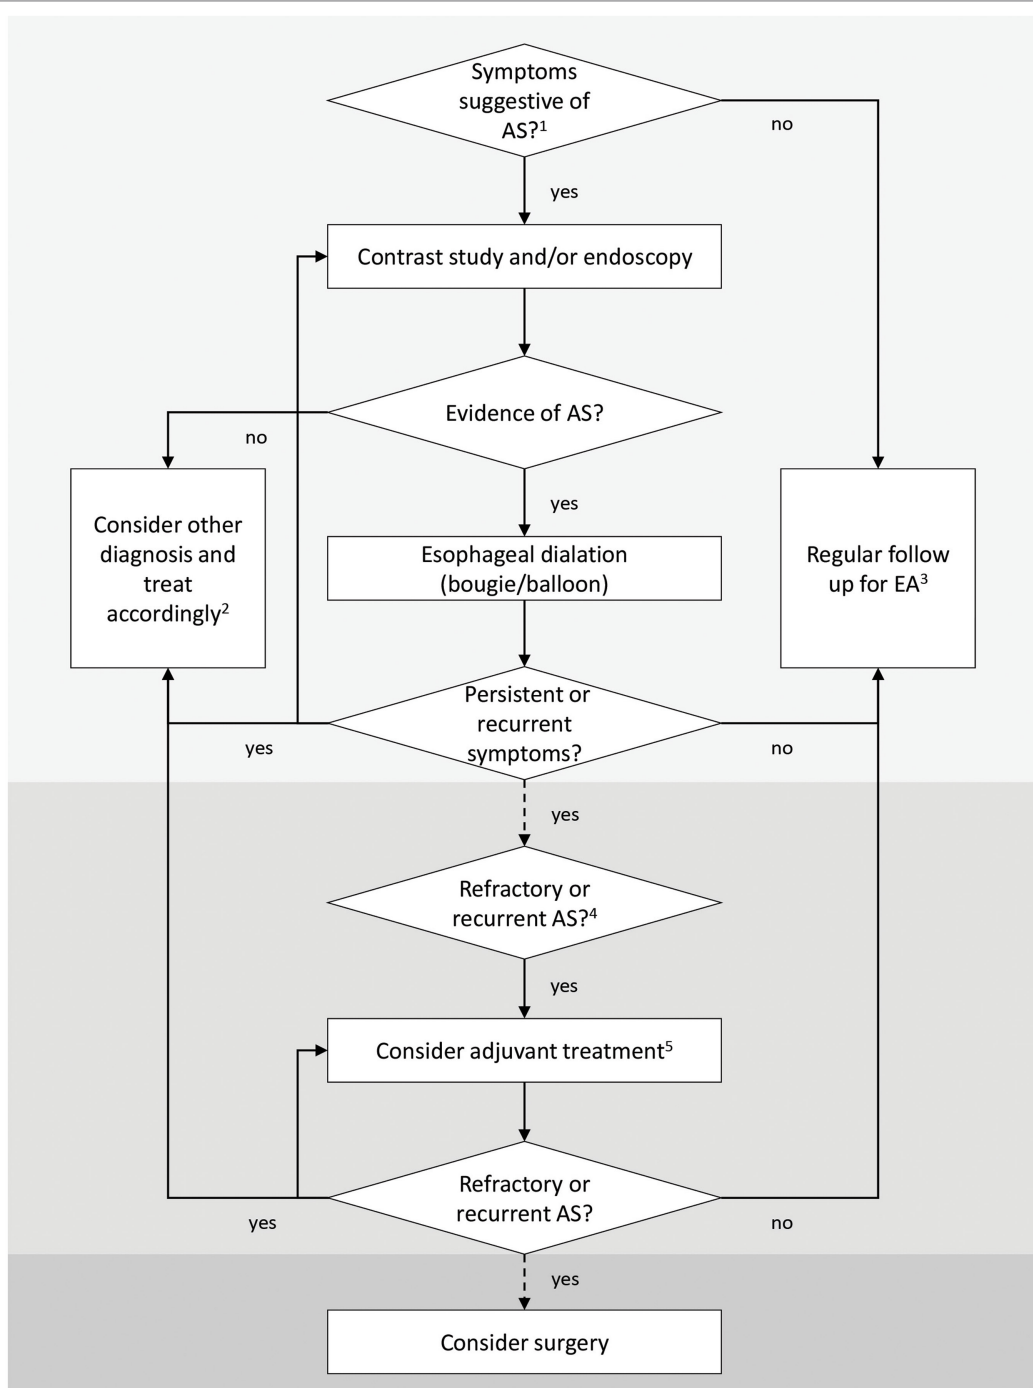 Symptoms
suggestive of
AS?¹
no
yes
Contrast study and/or endoscopy
Evidence of AS?
no
yes
Consider other
diagnosis and
treat
accordingly²
Esophageal dialation
(bougie/balloon)
Regular follow
up for EA³
Persistent or
recurrent
symptoms?
yes
no
yes
Refractory or
recurrent AS?⁴
yes
Consider adjuvant treatment⁵
Refractory or
recurrent AS?
yes
no
yes
Consider surgery